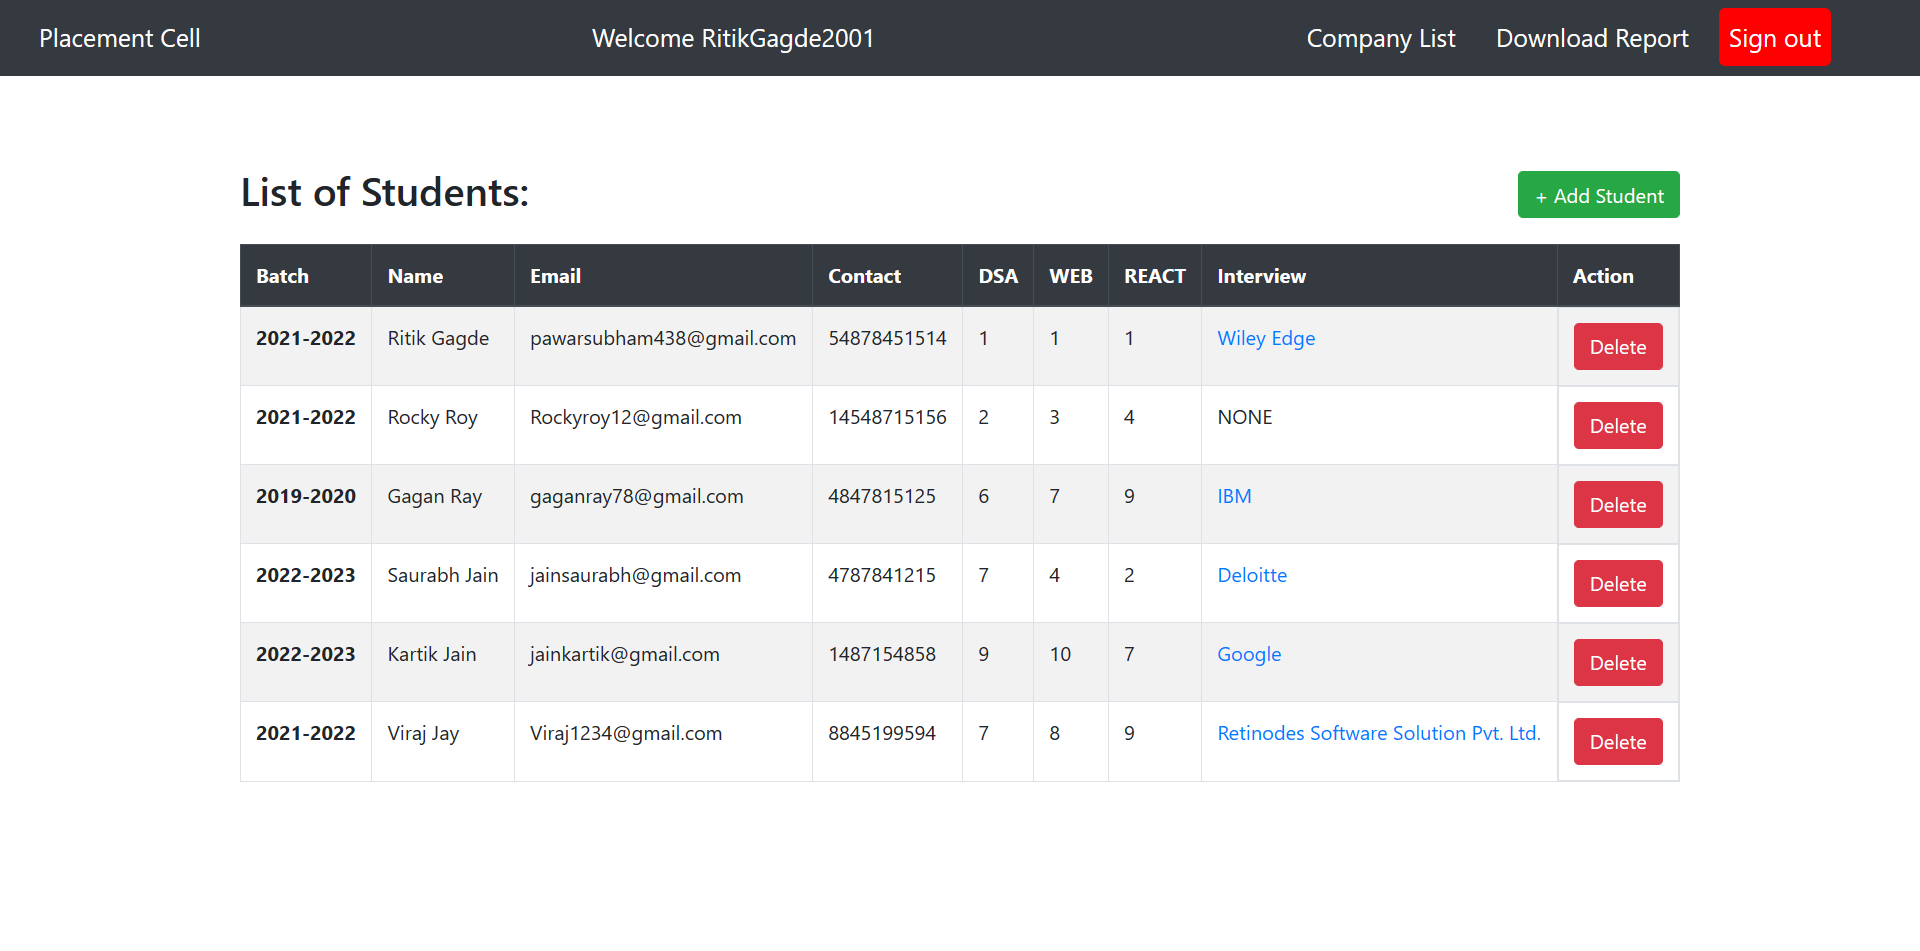 Placement Cell Welcome RitikGagde2001 Company List Download Report Sign out
List of Students: + Add Student
Batch Name Email Contact DSA WEB REACT Interview Action
2021-2022 Ritik Gagde pawarsubham438@gmail.com 54878451514 1 1 1 Wiley Edge Delete
2021-2022 Rocky Roy Rockyroy12@gmail.com 14548715156 2 3 4 NONE Delete
2019-2020 Gagan Ray gaganray78@gmail.com 4847815125 6 7 9 IBM Delete
2022-2023 Saurabh Jain jainsaurabh@gmail.com 4787841215 7 4 2 Deloitte Delete
2022-2023 Kartik Jain jainkartik@gmail.com 1487154858 9 10 7 Google Delete
2021-2022 Viraj Jay Viraj1234@gmail.com 8845199594 7 8 9 Retinodes Software Solution Pvt. Ltd. Delete